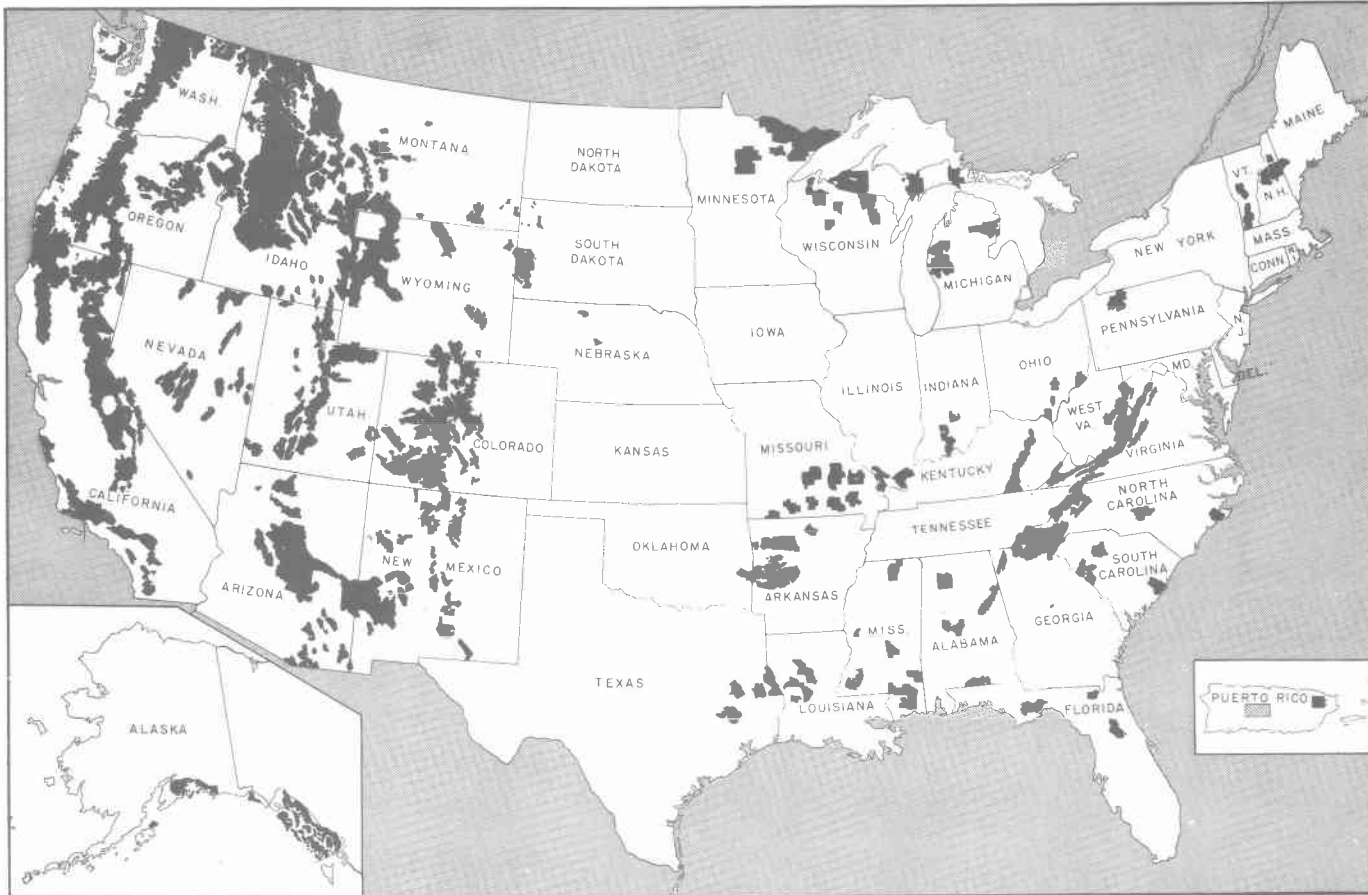 WASH.
MONTANA
NORTH
DAKOTA
MINNESOTA
MAINE
VT.
N.H.
OREGON
IDAHO
SOUTH
DAKOTA
WISCONSIN
MICHIGAN
NEW YORK
MASS.
CONN.
R
I
WYOMING
IOWA
PENNSYLVANIA
N.
J.
NEVADA
NEBRASKA
OHIO
MD.
DEL.
ILLINOIS
INDIANA
UTAH
COLORADO
KANSAS
MISSOURI
WEST
VA.
VIRGINIA
KENTUCKY
CALIFORNIA
NORTH
CAROLINA
TENNESSEE
ARIZONA
NEW
MEXICO
OKLAHOMA
ARKANSAS
SOUTH
CAROLINA
MISS.
ALABAMA
GEORGIA
TEXAS
LOUISIANA
FLORIDA
PUERTO RICO
ALASKA